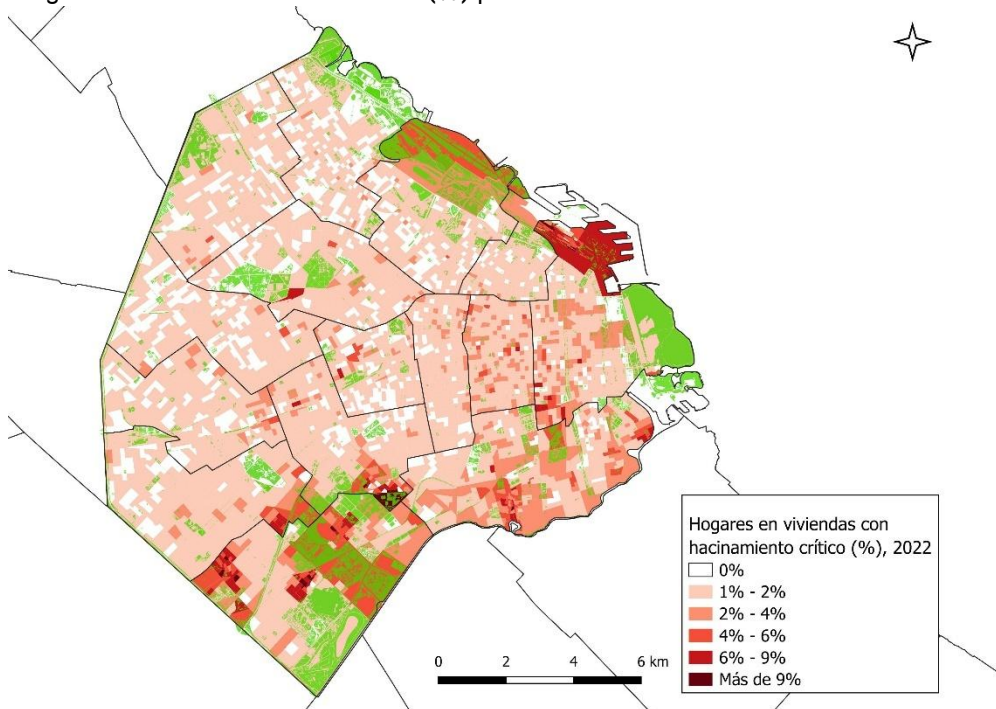 (%)
0 2 4 6 km
Hogares en viviendas con
hacinamiento crítico (%), 2022
0%
1% - 2%
2% - 4%
4% - 6%
6% - 9%
Más de 9%